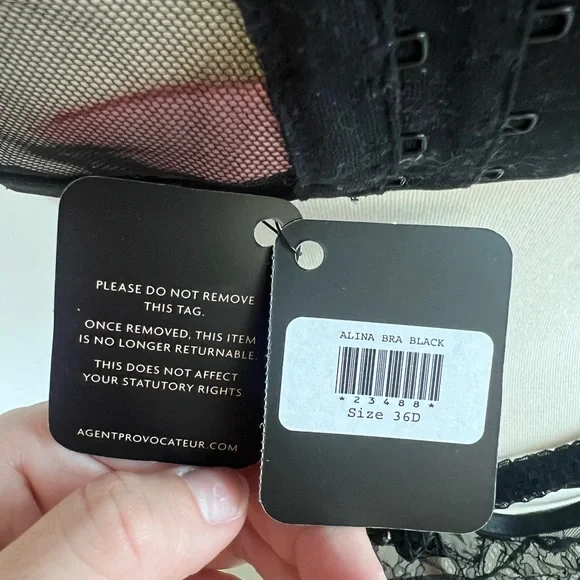 PLEASE DO NOT REMOVE
THIS TAG.
ONCE REMOVED, THIS ITEM
IS NO LONGER RETURNABLE.
THIS DOES NOT AFFECT
YOUR STATUTORY RIGHTS.
AGENTPROVOCATEUR.COM
ALINA BRA BLACK
*23488*
Size 36D